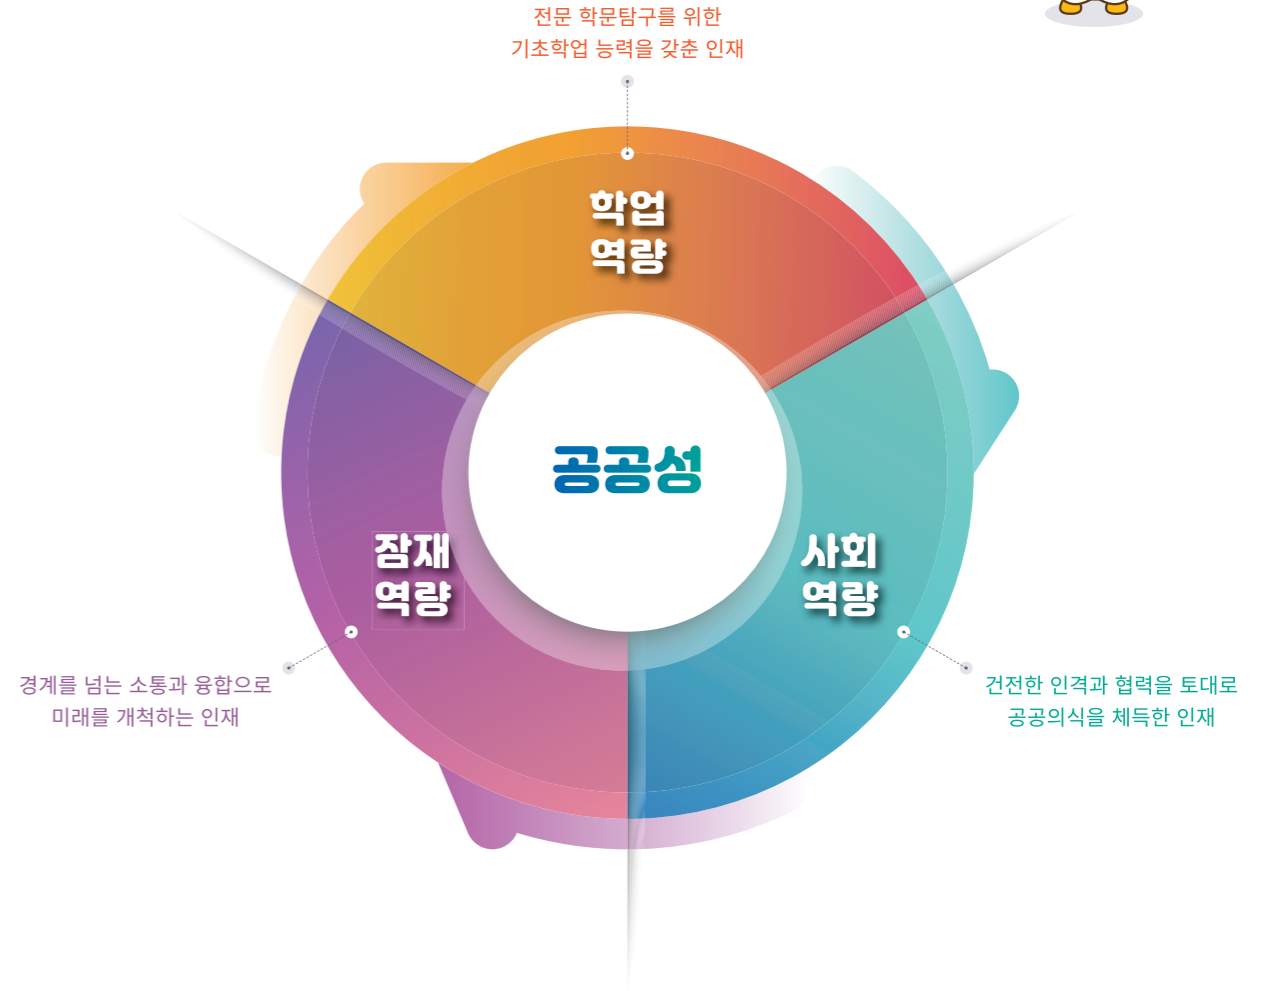 전문 학문탐구를 위한
기초학업 능력을 갖춘 인재
학업
역량
공공성
잠재
역량
사회
역량
경계를 넘는 소통과 융합으로
미래를 개척하는 인재
건전한 인격과 협력을 토대로
공공의식을 체득한 인재